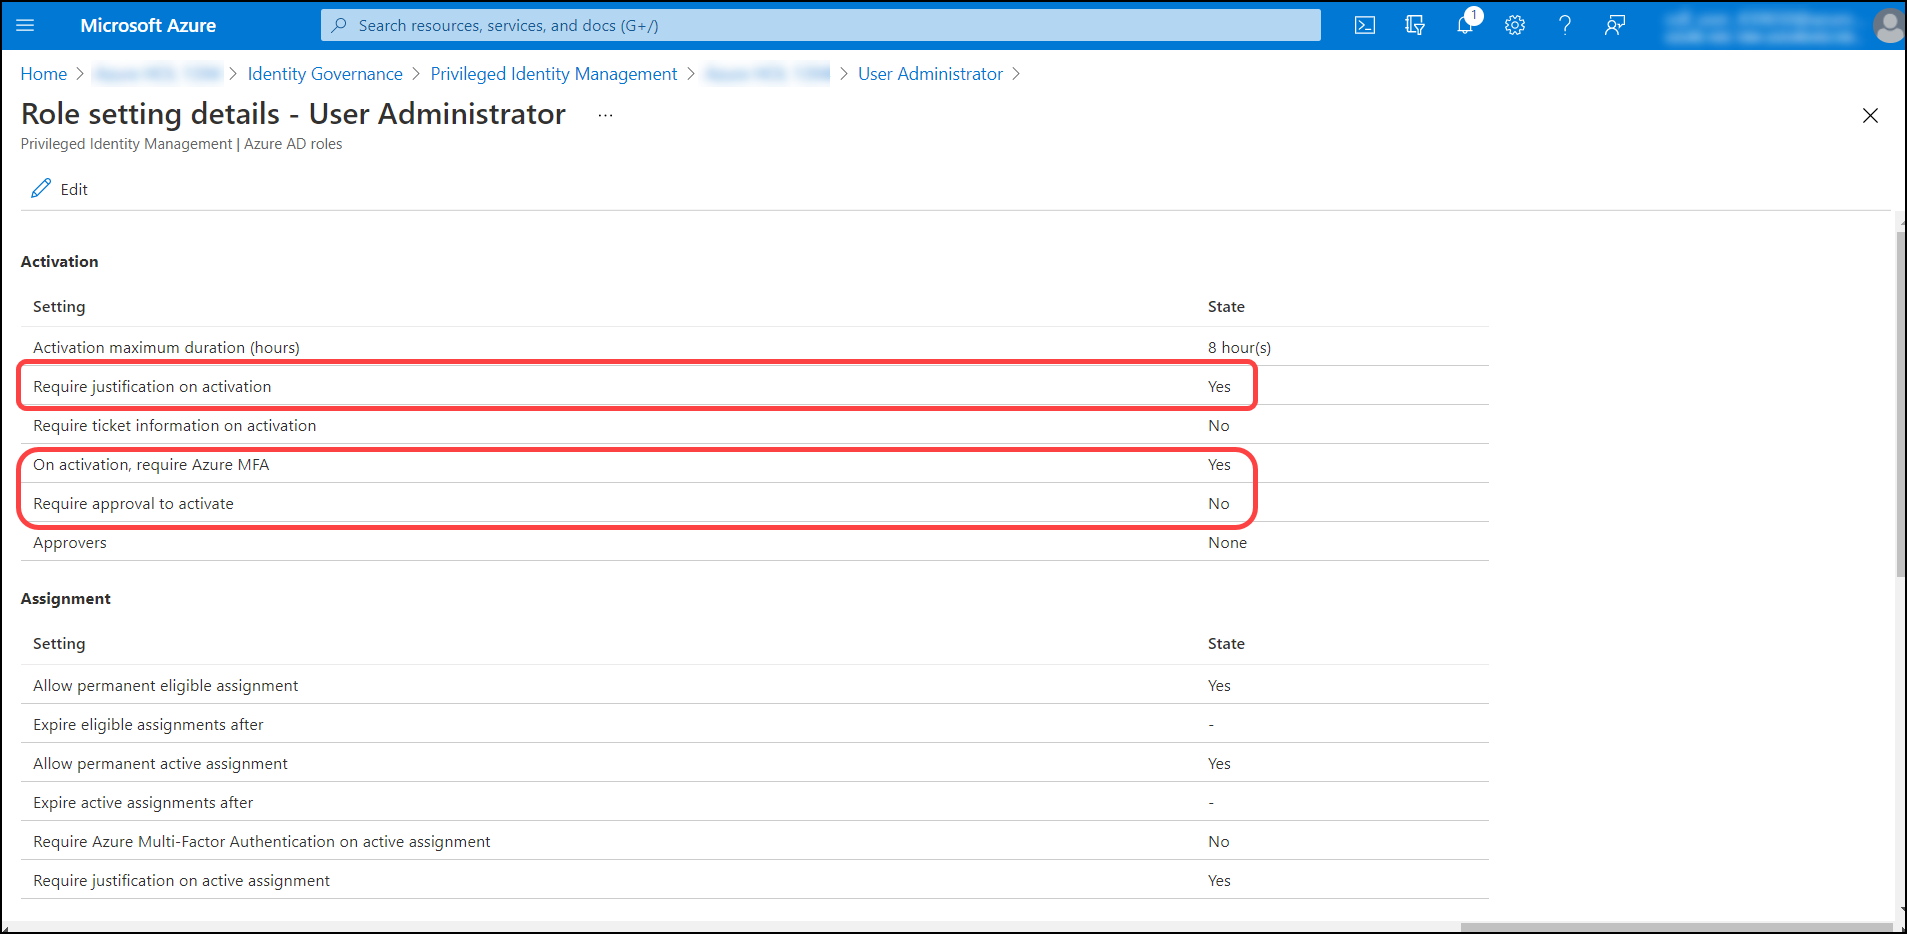 Microsoft Azure
Search resources, services, and docs (G+/)
1
Home > > Identity Governance > Privileged Identity Management > > User Administrator >
Role setting details - User Administrator ...
Privileged Identity Management | Azure AD roles
Edit
Activation
Setting State
Activation maximum duration (hours) 8 hour(s)
Require justification on activation Yes
Require ticket information on activation No
On activation, require Azure MFA Yes
Require approval to activate No
Approvers None
Assignment
Setting State
Allow permanent eligible assignment Yes
Expire eligible assignments after -
Allow permanent active assignment Yes
Expire active assignments after -
Require Azure Multi-Factor Authentication on active assignment No
Require justification on active assignment Yes